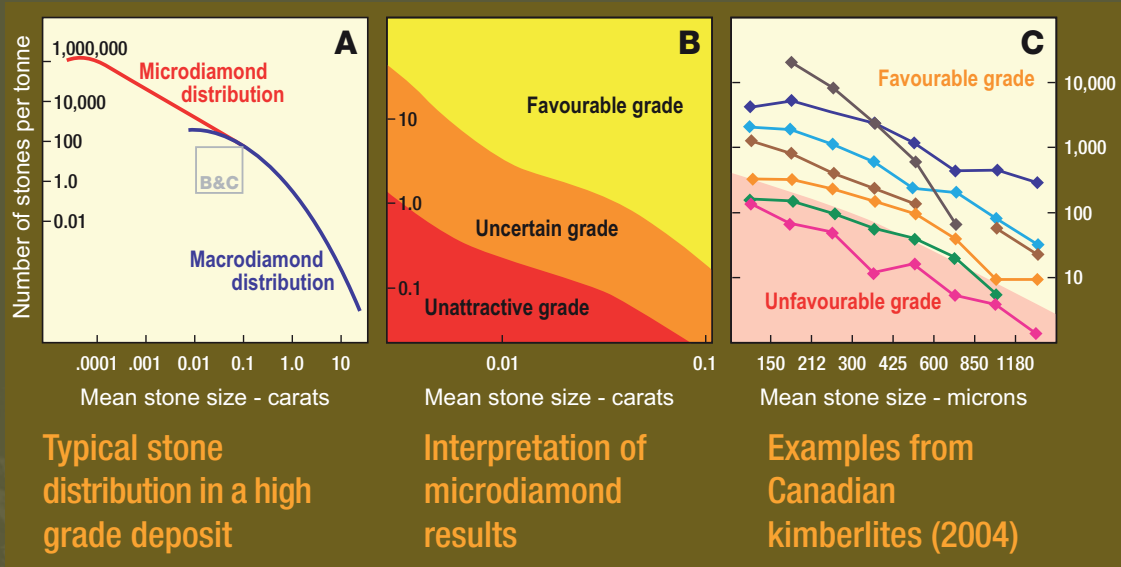 Number of stones per tonne
A
1,000,000
10,000
100
1.0
0.01
Microdiamond
distribution
B&C
Macrodiamond
distribution
.0001 .001 0.01 0.1 1.0 10
Mean stone size - carats
Typical stone
distribution in a high
grade deposit
B
10
1.0
0.1
Favourable grade
Uncertain grade
Unattractive grade
0.01 0.1
Mean stone size - carats
Interpretation of
microdiamond
results
C
Favourable grade
10,000
1,000
100
10
Unfavourable grade
150 212 300 425 600 850 1180
Mean stone size - microns
Examples from
Canadian
kimberlites (2004)